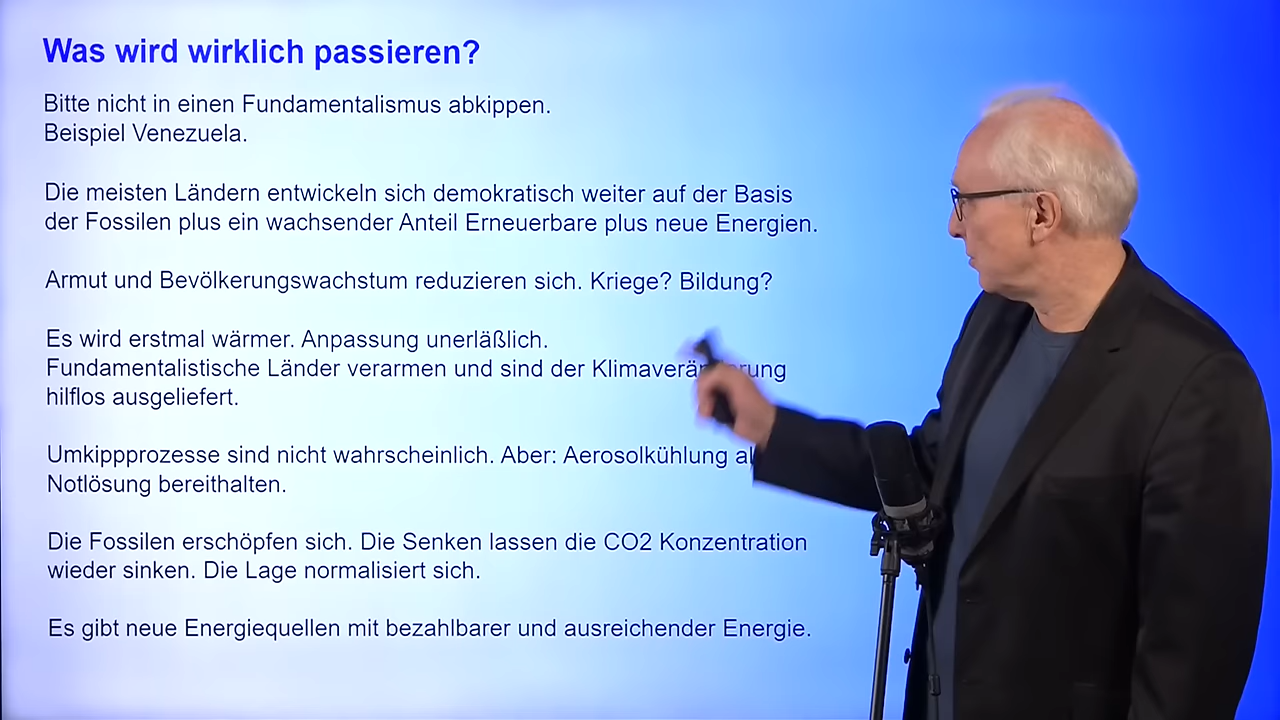 Was wird wirklich passieren?
Bitte nicht in einen Fundamentalismus abkippen.
Beispiel Venezuela.
Die meisten Ländern entwickeln sich demokratisch weiter auf der Basis
der Fossilen plus ein wachsender Anteil Erneuerbare plus neue Energien.
Armut und Bevölkerungswachstum reduzieren sich. Kriege? Bildung?
Es wird erstmal wärmer. Anpassung unerläßlich.
Fundamentalistische Länder verarmen und sind der
hilflos ausgeliefert.
Umkippprozesse sind nicht wahrscheinlich. Aber: Aerosolkühlung
Notlösung bereithalten.
Die Fossilen erschöpfen sich. Die Senken lassen die CO2 Konzentration
wieder sinken. Die Lage normalisiert sich.
Es gibt neue Energiequellen mit bezahlbarer und ausreichender Energie.